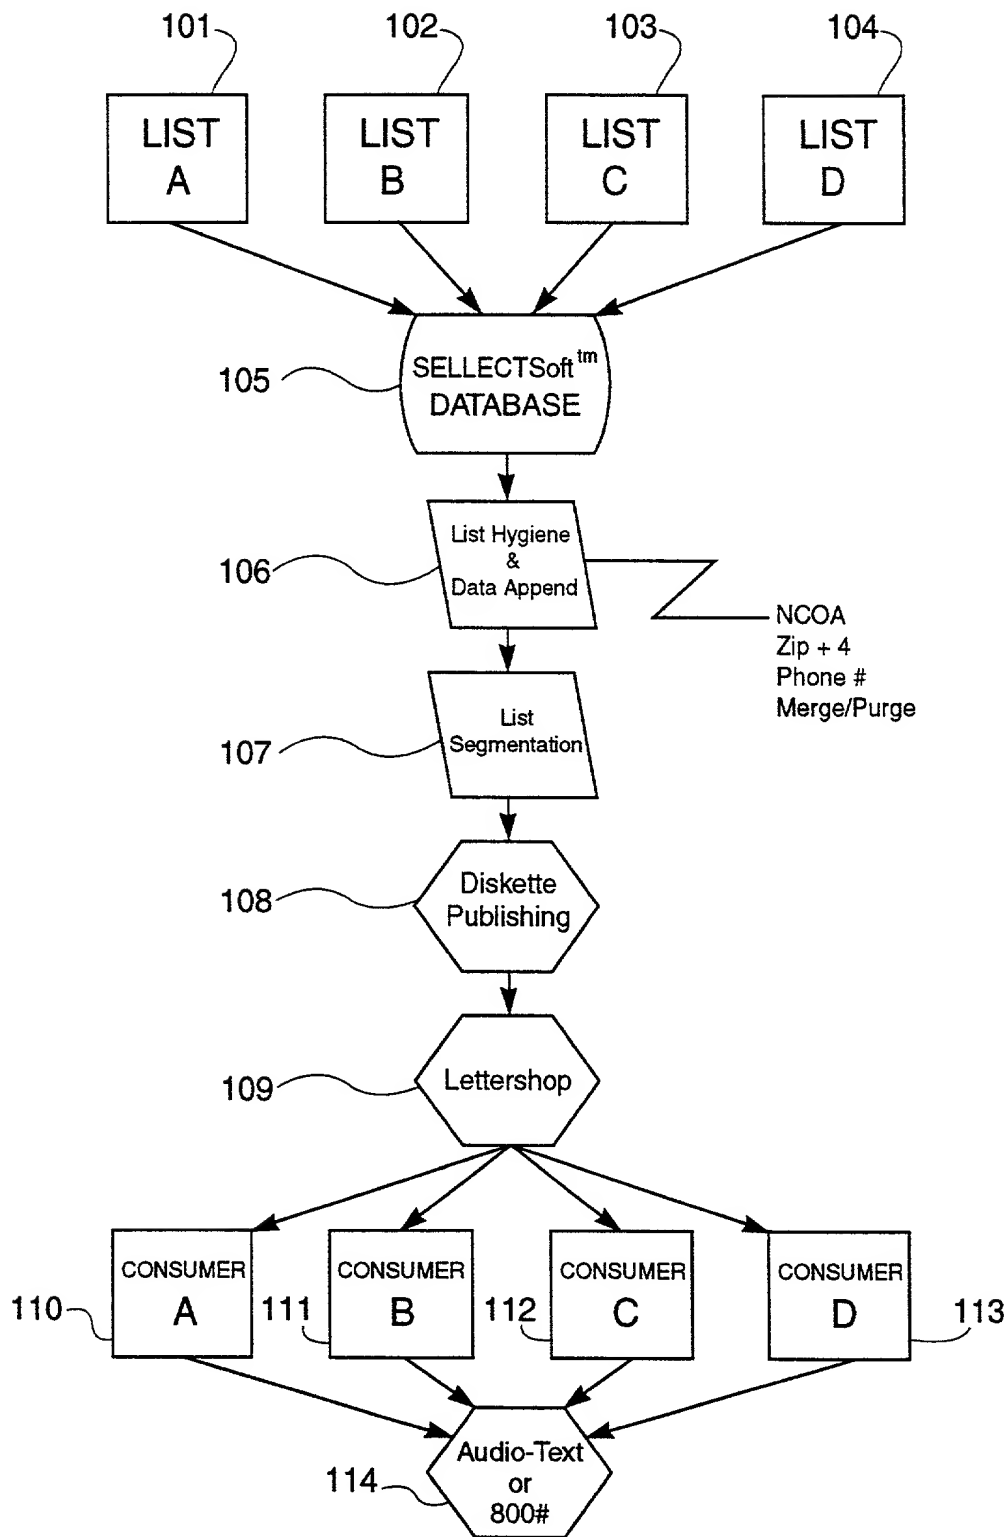 101
102
103
104
LIST
A
LIST
B
LIST
C
LIST
D
105
SELLECTSoft tm
DATABASE
106
List Hygiene
&
Data Append
NCOA
Zip + 4
Phone #
Merge/Purge
107
List
Segmentation
108
Diskette
Publishing
109
Lettershop
CONSUMER
A
CONSUMER
B
CONSUMER
C
CONSUMER
D
110
111
112
113
Audio-Text
or
800#
114